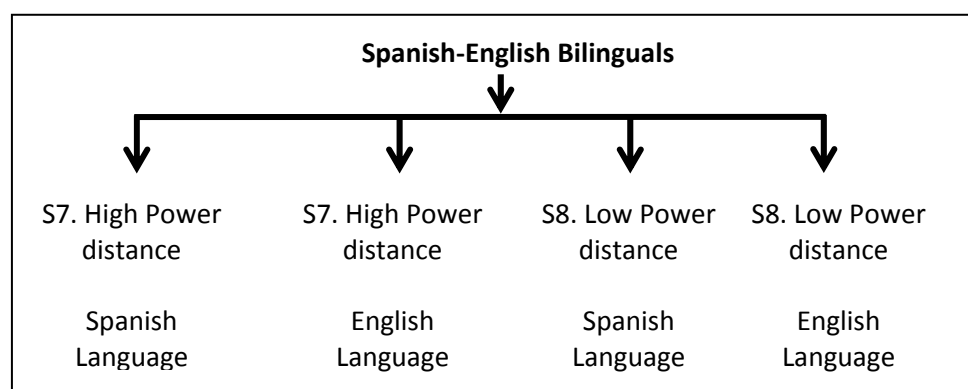 Spanish-English Bilinguals
S7. High Power
distance
Spanish
Language
S7. High Power
distance
English
Language
S8. Low Power
distance
Spanish
Language
S8. Low Power
distance
English
Language